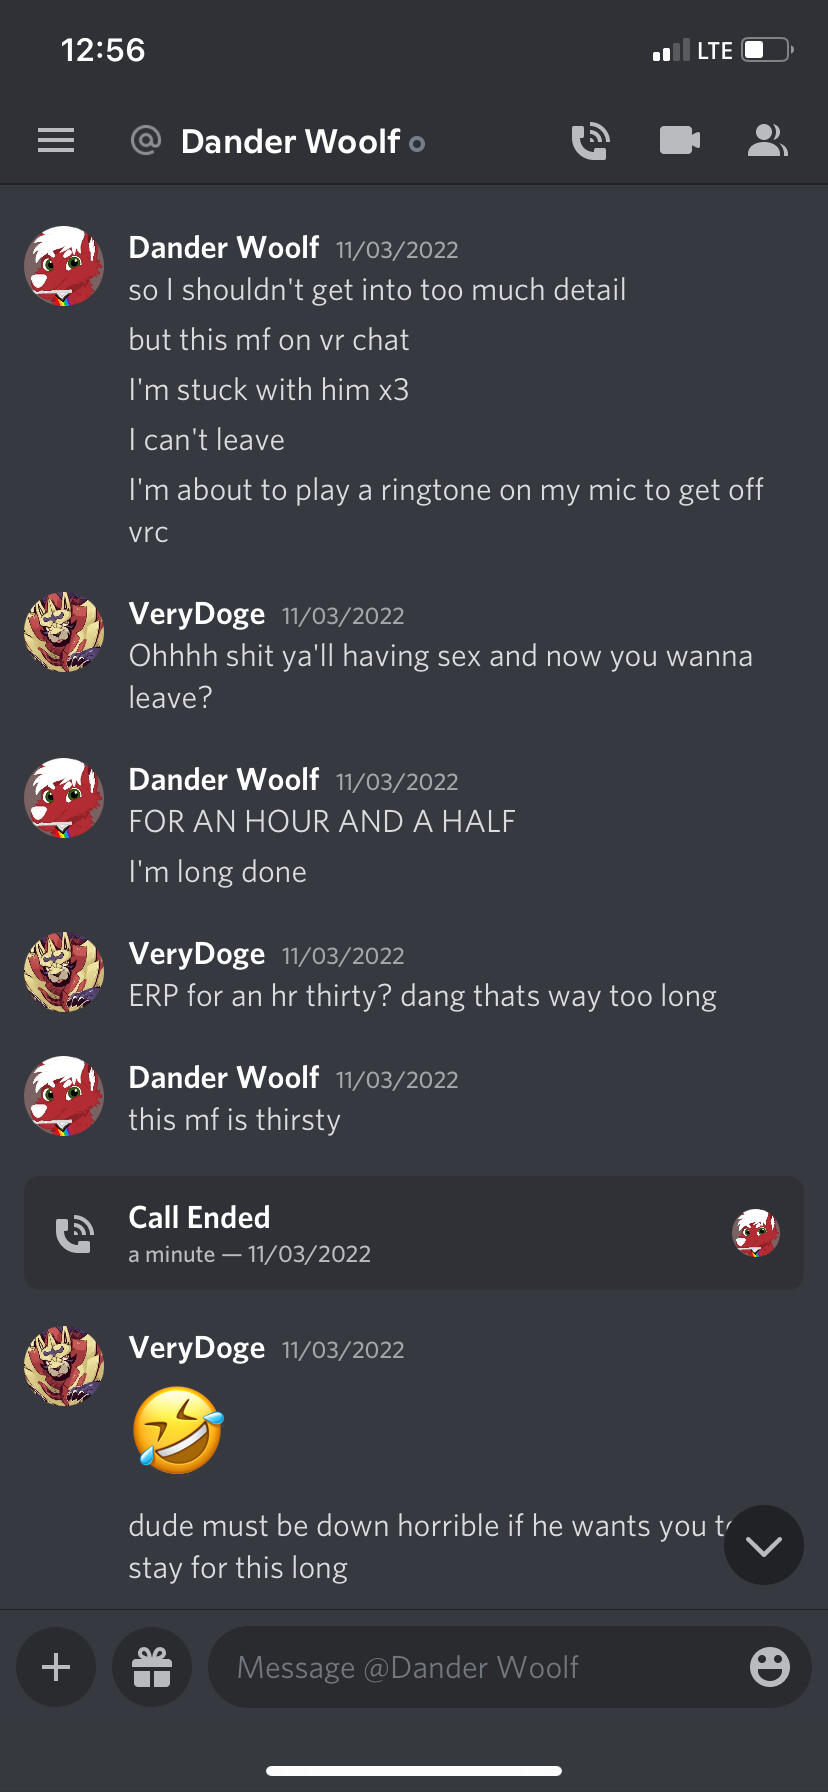 12:56
LTE
@ Dander Woolf
Dander Woolf 11/03/2022
so I shouldn't get into too much detail
but this mf on vr chat
I'm stuck with him x3
I can't leave
I'm about to play a ringtone on my mic to get off
vrc
VeryDoge 11/03/2022
Ohhhh shit ya'll having sex and now you wanna
leave?
Dander Woolf 11/03/2022
FOR AN HOUR AND A HALF
I'm long done
VeryDoge 11/03/2022
ERP for an hr thirty? dang thats way too long
Dander Woolf 11/03/2022
this mf is thirsty
Call Ended
a minute — 11/03/2022
VeryDoge 11/03/2022
🤣
dude must be down horrible if he wants you to
stay for this long
Message @Dander Woolf